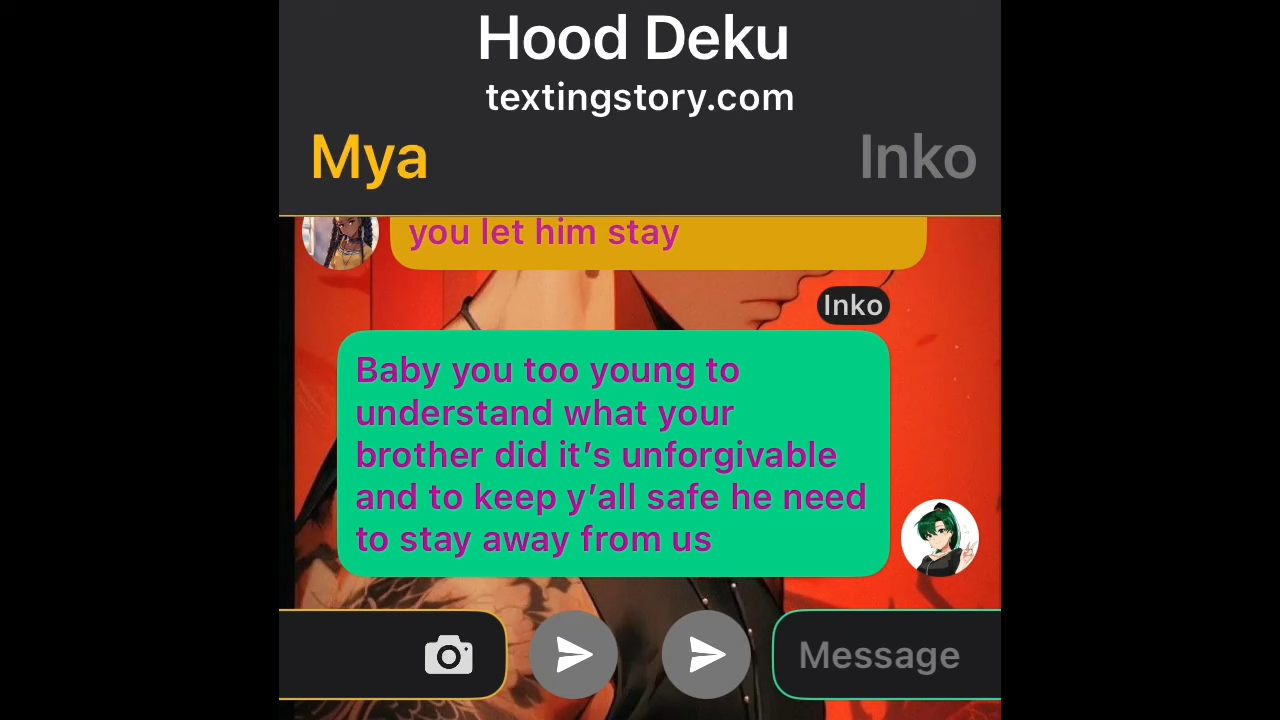 Hood Deku
textingstory.com
Mya
Inko
you let him stay
Inko
Baby you too young to
understand what your
brother did it’s unforgivable
and to keep y’all safe he need
to stay away from us
Message